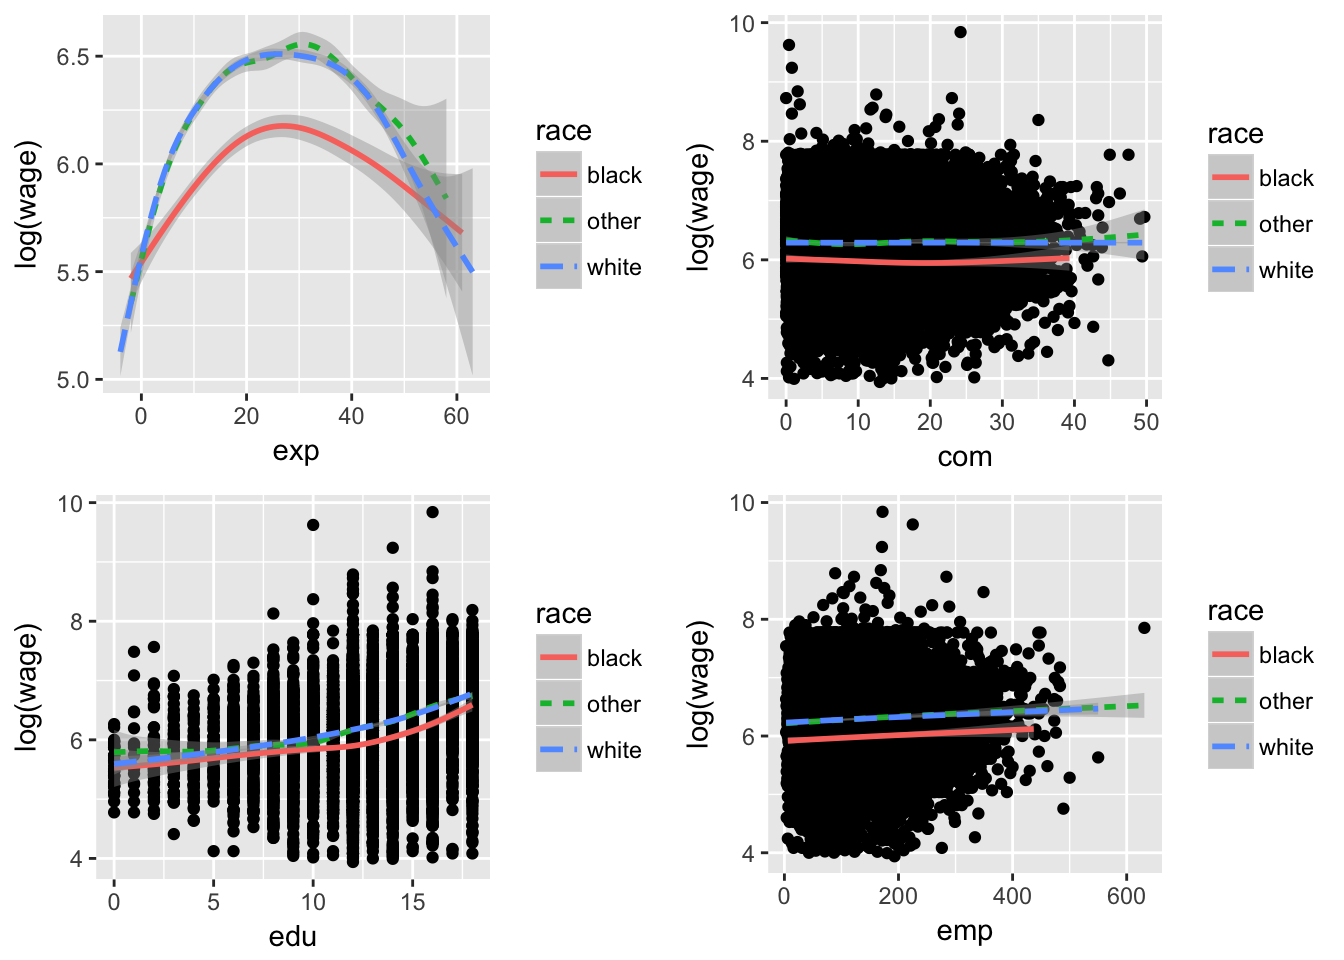 6.5
6.0
5.5
5.0
log(wage)
0 20 40 60
exp
race
black
other
white
10
8
6
4
log(wage)
0 10 20 30 40 50
com
race
black
other
white
10
8
6
4
log(wage)
0 5 10 15
edu
race
black
other
white
10
8
6
4
log(wage)
0 200 400 600
emp
race
black
other
white